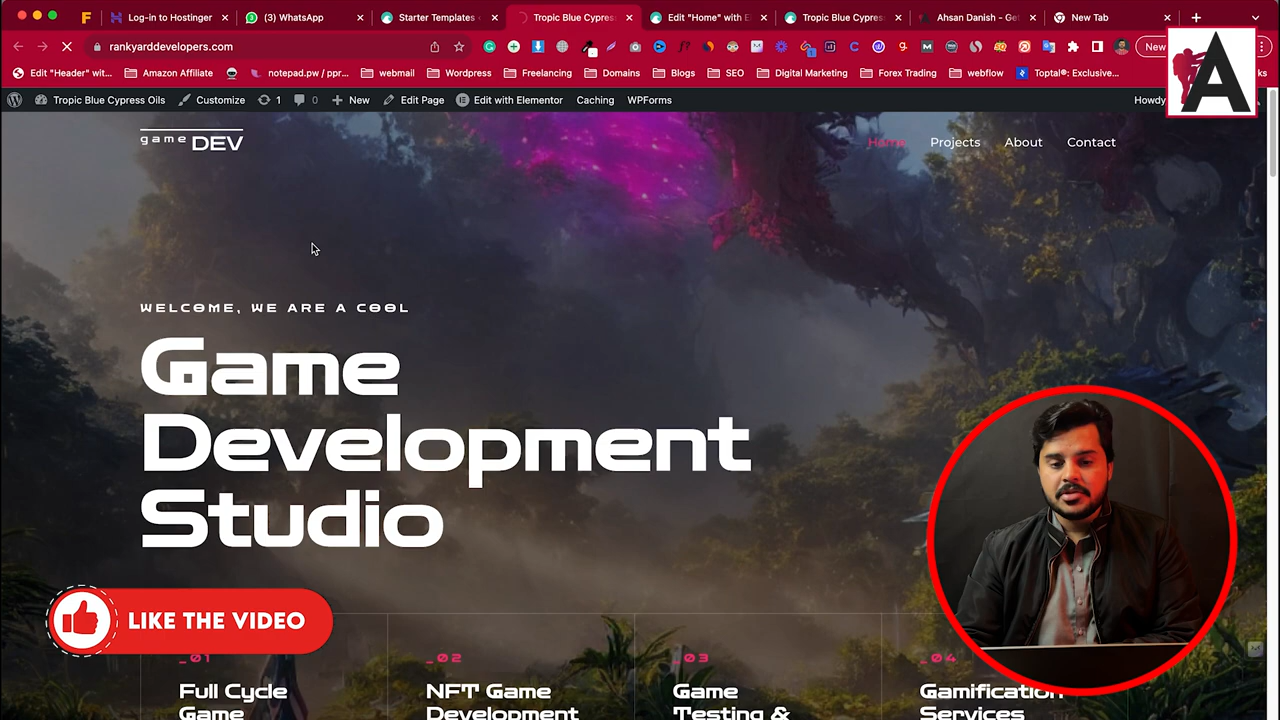 Log-in to Hostinger
(3) WhatsApp
Starter Templates
Tropic Blue Cypress
Edit "Home" with E
Tropic Blue Cypres
Ahsan Danish - Ge
New Tab
rankyarddevelopers.com
New
Edit "Header" wit...
Amazon Affiliate
notepad.pw / ppr...
webmail
Wordpress
Freelancing
Domains
Blogs
SEO
Digital Marketing
Forex Trading
webflow
Toptal®: Exclusive...
ks
A
Tropic Blue Cypress Oils
Customize
1
0
New
Edit Page
Edit with Elementor
Caching
WPForms
Howdy
game DEV
Home
Projects
About
Contact
WELCOME, WE ARE A COOL
Game
Development
Studio
LIKE THE VIDEO
_01
_02
_03
_04
Full Cycle
Game
NFT Game
Development
Game
Testing &
Gamification
Services